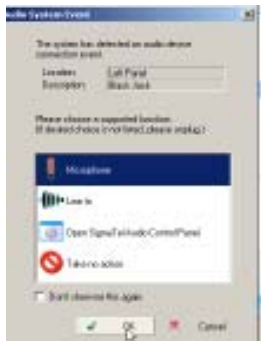 Audio System Event
The system has detected an audio device
connection event.
Location: Left Panel
Description: Black Jack
Please choose a supported function.
(If desired choice is not listed, please unplug.)
Microphone
Line In
Open SigmaTel Audio Control Panel
Take no action
Don't show me this again
OK
Cancel